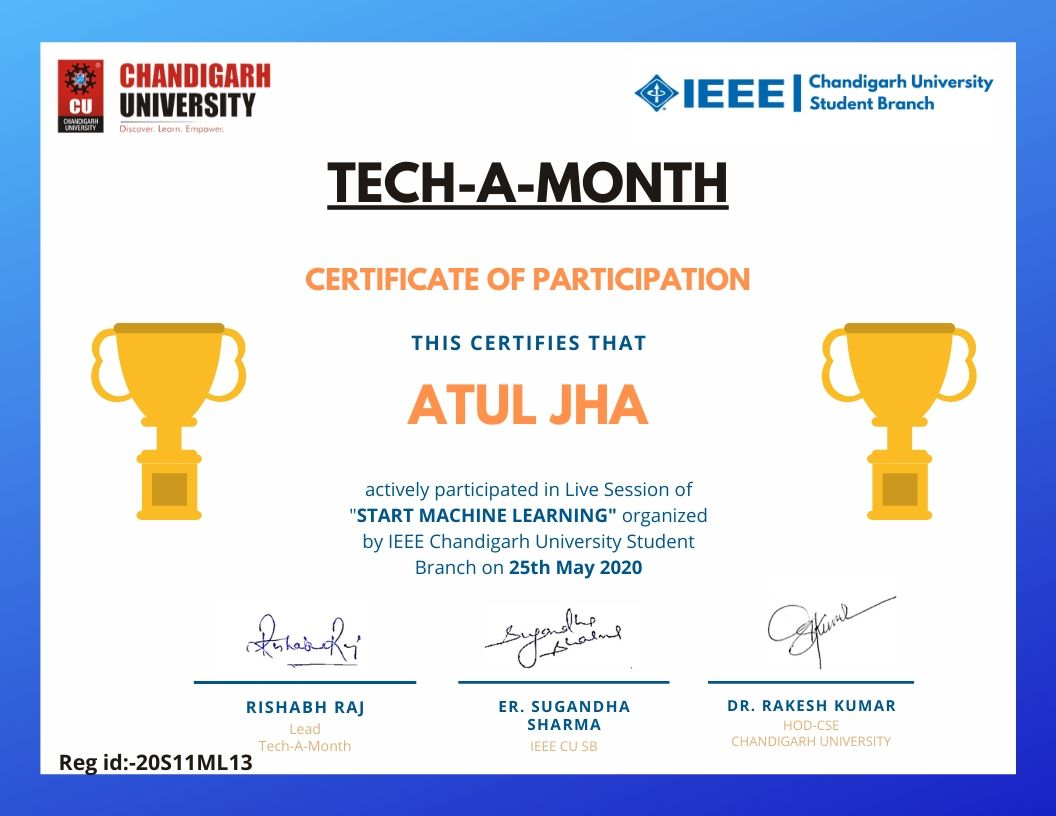 CU
CHANDIGARH
UNIVERSITY
CHANDIGARH
UNIVERSITY
Discover. Learn. Empower.
IEEE
Chandigarh University
Student Branch
TECH-A-MONTH
CERTIFICATE OF PARTICIPATION
THIS CERTIFIES THAT
ATUL JHA
actively participated in Live Session of
"START MACHINE LEARNING" organized
by IEEE Chandigarh University Student
Branch on 25th May 2020
Rishabh Raj
Sugandha
Sharma
RISHABH RAJ
Lead
Tech-A-Month
ER. SUGANDHA
SHARMA
IEEE CU SB
DR. RAKESH KUMAR
HOD-CSE
CHANDIGARH UNIVERSITY
Reg id:-20S11ML13